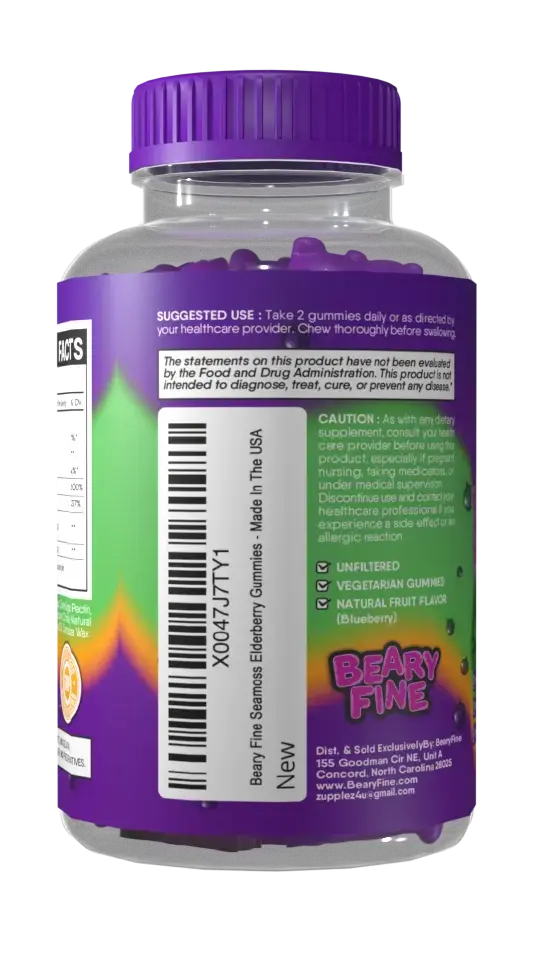 SUGGESTED USE : Take 2 gummies daily or as directed by
your healthcare provider. Chew thoroughly before swallowing.
The statements on this product have not been evaluated
by the Food and Drug Administration. This product is not
intended to diagnose, treat, cure, or prevent any disease.*
FACTS
100%
37%
Pectin,
Natural
Wax.
X0047J7TY1
Beary Fine Seamoss Elderberry Gummies - Made In The USA
New
CAUTION : As with any dietary
supplement, consult your health
care provider before using this
product, especially if pregnant
nursing, taking medications, or
under medical supervision.
Discontinue use and contact your
healthcare professional if you
experience a side effect or an
allergic reaction
UNFILTERED
VEGETARIAN GUMMIES
NATURAL FRUIT FLAVOR
(Blueberry)
BEARY
FINE
Dist. & Sold Exclusively By: BearyFine
155 Goodman Cir NE, Unit A
Concord, North Carolina 28025
www.BearyFine.com
zupplez4u@gmail.com